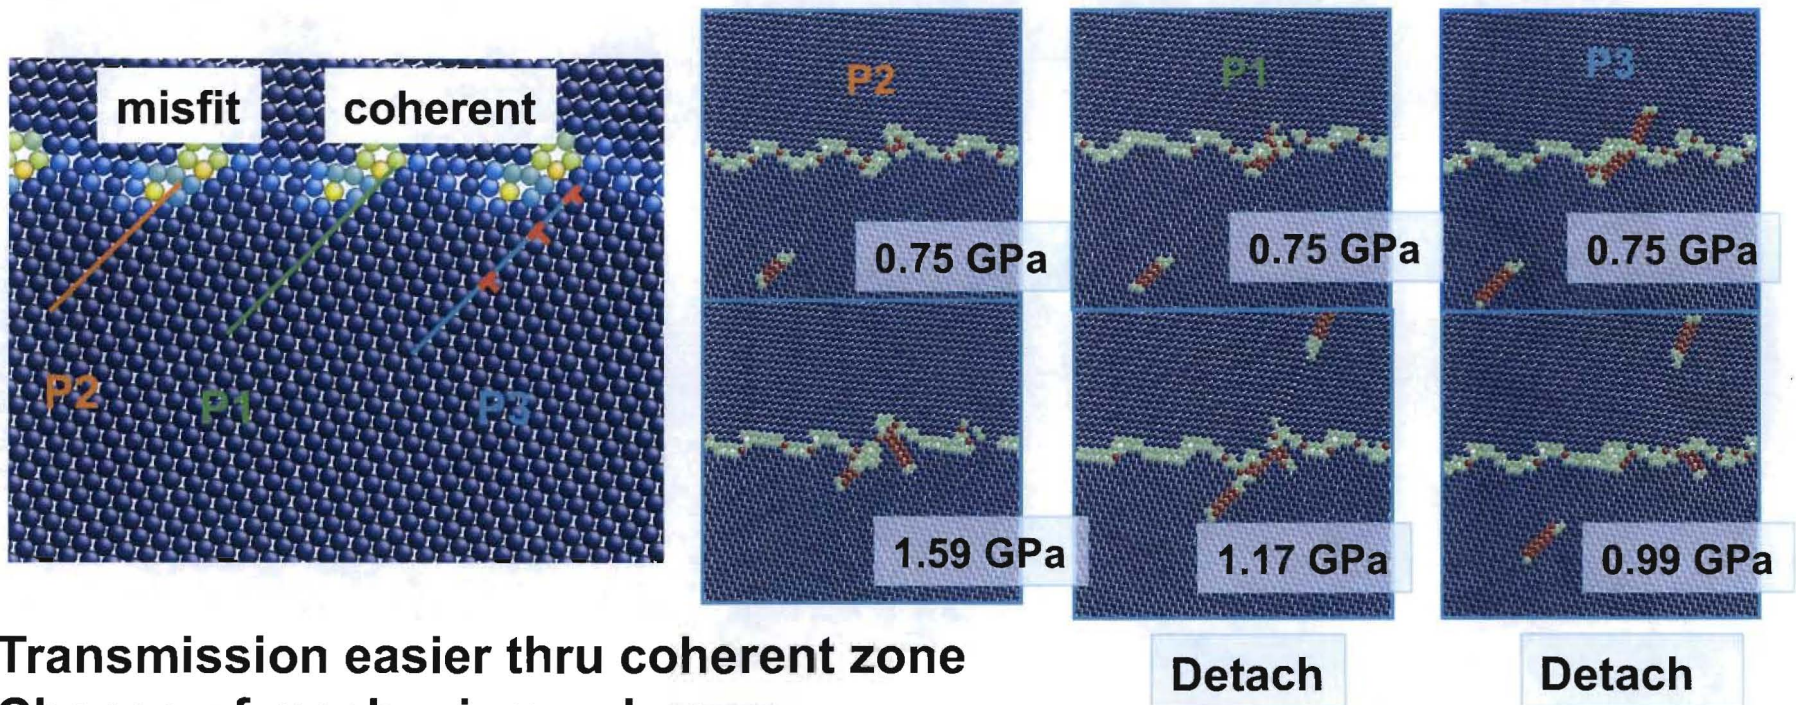 misfit
coherent
P2
P1
P3
P2
0.75 GPa
P1
0.75 GPa
P3
0.75 GPa
1.59 GPa
1.17 GPa
0.99 GPa
Transmission easier thru coherent zone
Detach
Detach